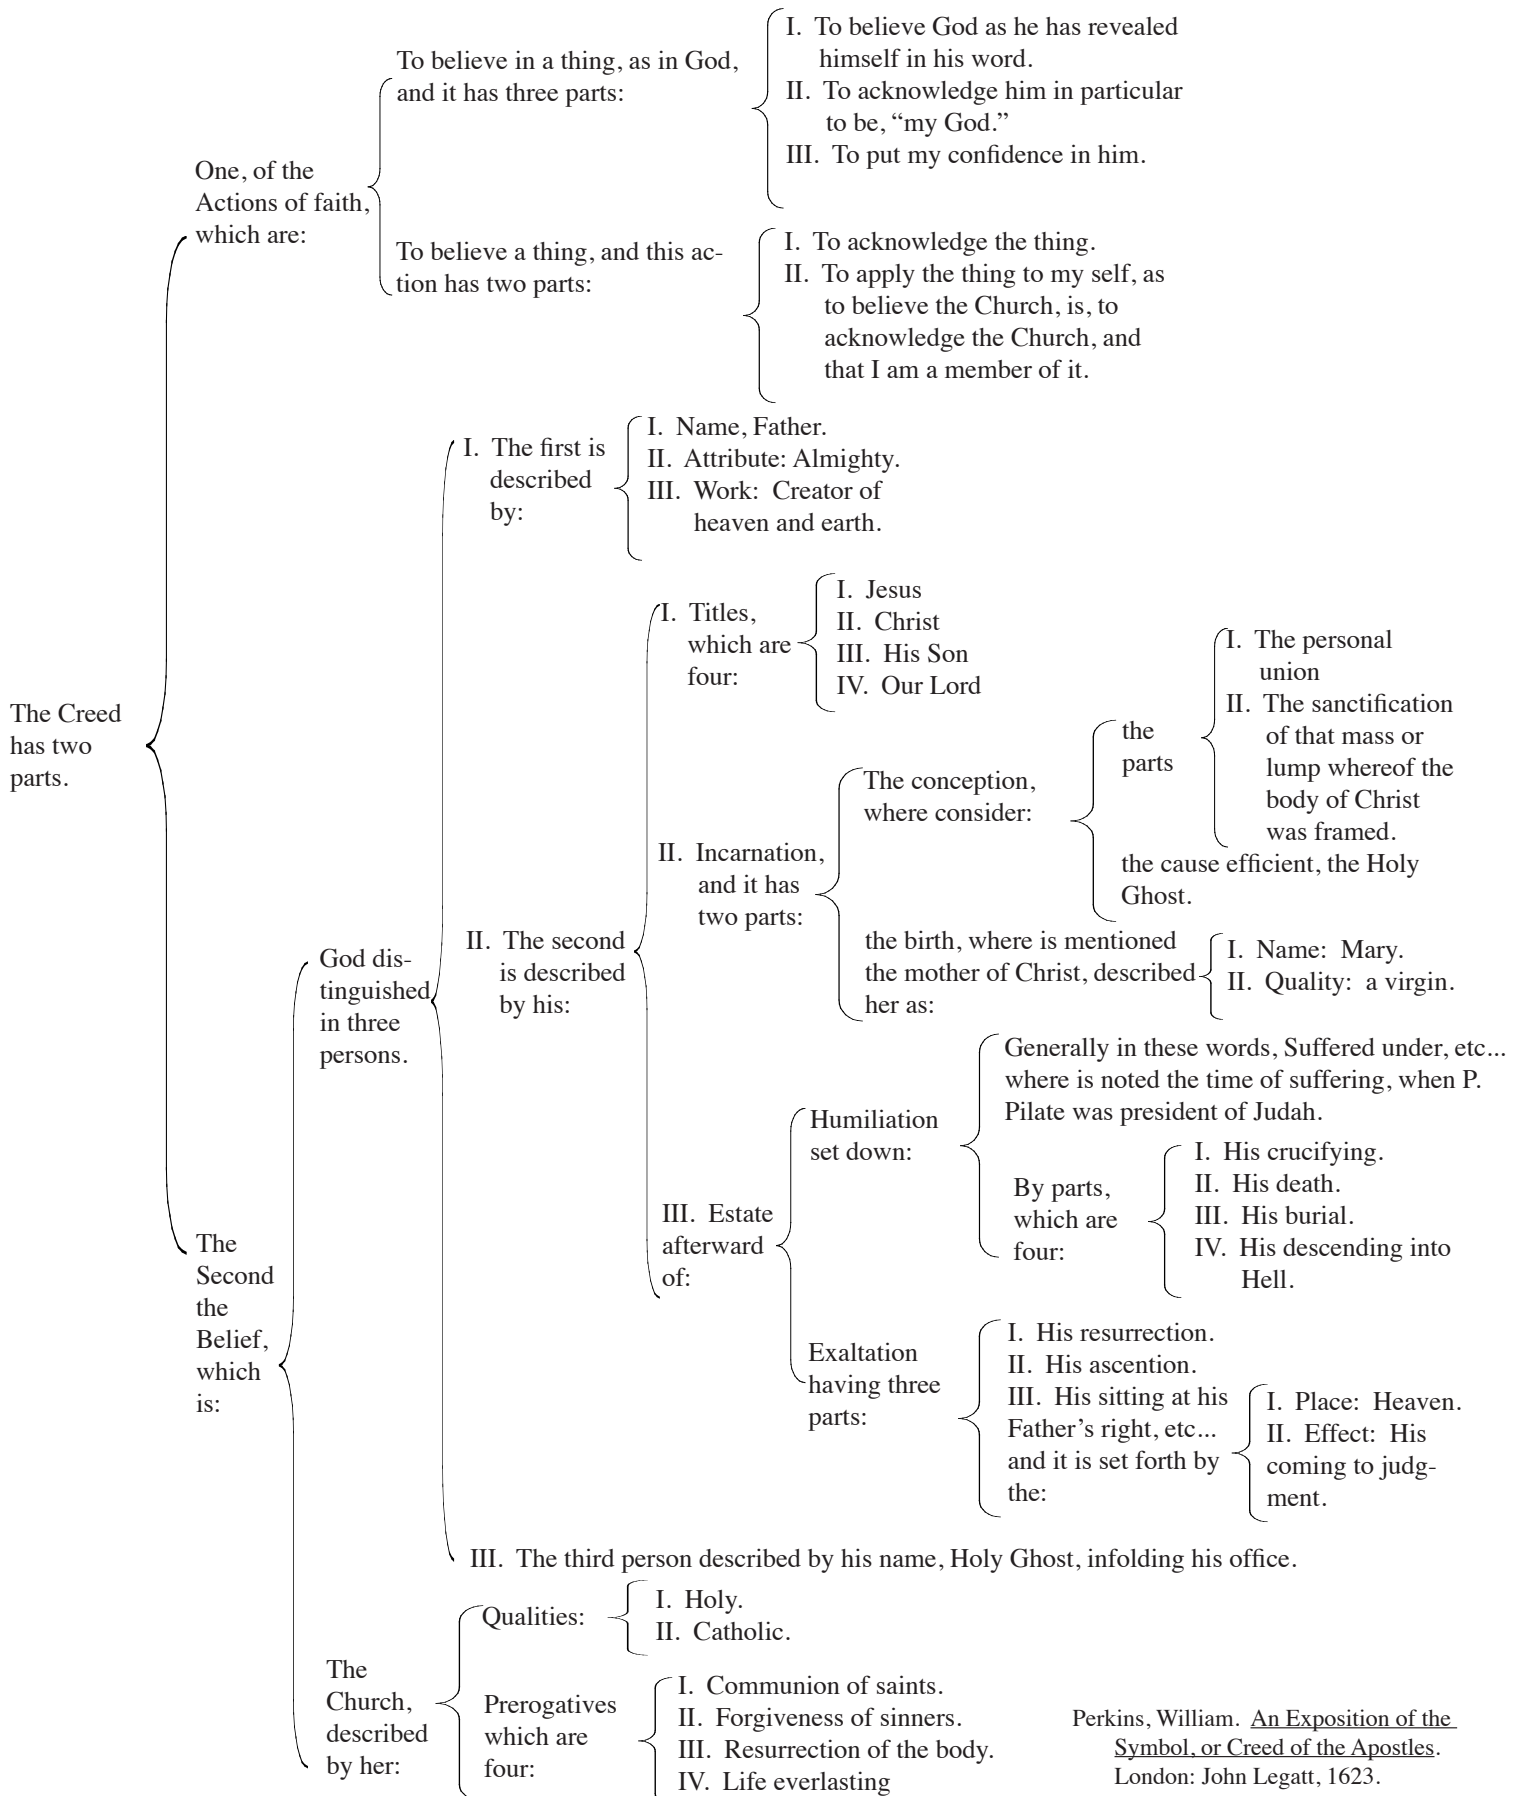 To believe in a thing, as in God,
and it has three parts:
I. To believe God as he has revealed
himself in his word.
II. To acknowledge him in particular
to be, “my God.”
III. To put my confidence in him.
One, of the
Actions of faith,
which are:
To believe a thing, and this ac-
tion has two parts:
I. To acknowledge the thing.
II. To apply the thing to my self, as
to believe the Church, is, to
acknowledge the Church, and
that I am a member of it.
I. The first is
described
by:
I. Name, Father.
II. Attribute: Almighty.
III. Work: Creator of
heaven and earth.
I. Titles,
which are
four:
I. Jesus
II. Christ
III. His Son
IV. Our Lord
The Creed
has two
parts.
The conception,
where consider:
the
parts
I. The personal
union
II. The sanctification
of that mass or
lump whereof the
body of Christ
was framed.
the cause efficient, the Holy
Ghost.
II. Incarnation,
and it has
two parts:
the birth, where is mentioned
the mother of Christ, described
her as:
I. Name: Mary.
II. Quality: a virgin.
II. The second
is described
by his:
God dis-
tinguished
in three
persons.
Humiliation
set down:
Generally in these words, Suffered under, etc...
where is noted the time of suffering, when P.
Pilate was president of Judah.
By parts,
which are
four:
I. His crucifying.
II. His death.
III. His burial.
IV. His descending into
Hell.
III. Estate
afterward
of:
The
Second
the
Belief,
which
is:
Exaltation
having three
parts:
I. His resurrection.
II. His ascention.
III. His sitting at his
Father’s right, etc...
and it is set forth by
the:
I. Place: Heaven.
II. Effect: His
coming to judg-
ment.
III. The third person described by his name, Holy Ghost, infolding his office.
The
Church,
described
by her:
Qualities:
I. Holy.
II. Catholic.
Prerogatives
which are
four:
I. Communion of saints.
II. Forgiveness of sinners.
III. Resurrection of the body.
IV. Life everlasting
Perkins, William. An Exposition of the
Symbol, or Creed of the Apostles.
London: John Legatt, 1623.